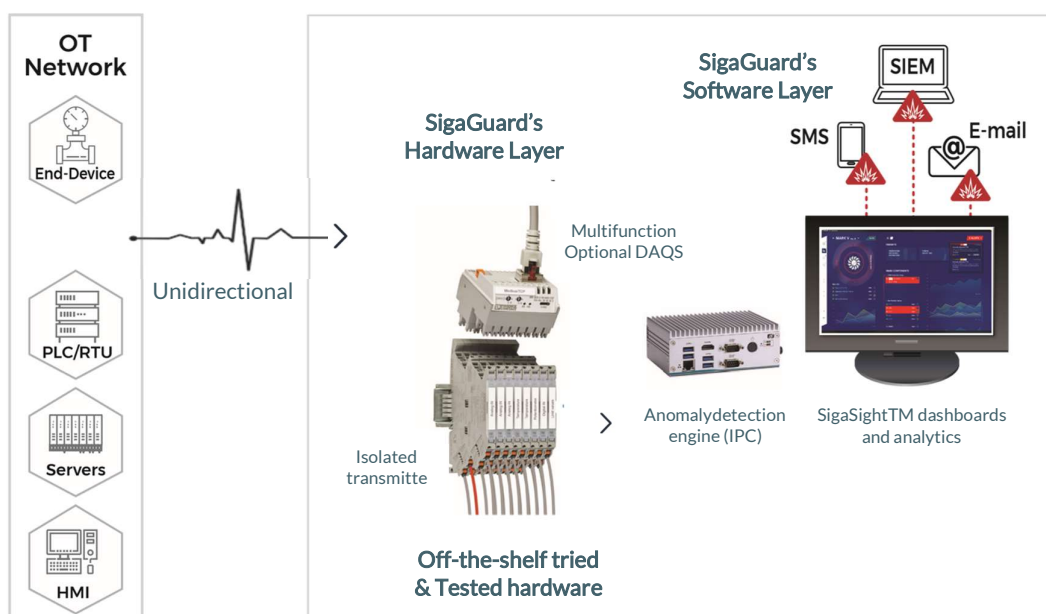 OT
Network
End-Device
PLC/RTU
Servers
HMI
Unidirectional
SigaGuard's
Hardware Layer
Multifunction
Optional DAQS
Isolated
transmitte
Off-the-shelf tried
& Tested hardware
SigaGuard's
Software Layer
SIEM
SMS
E-mail
@
Anomalydetection
engine (IPC)
SigaSightTM dashboards
and analytics